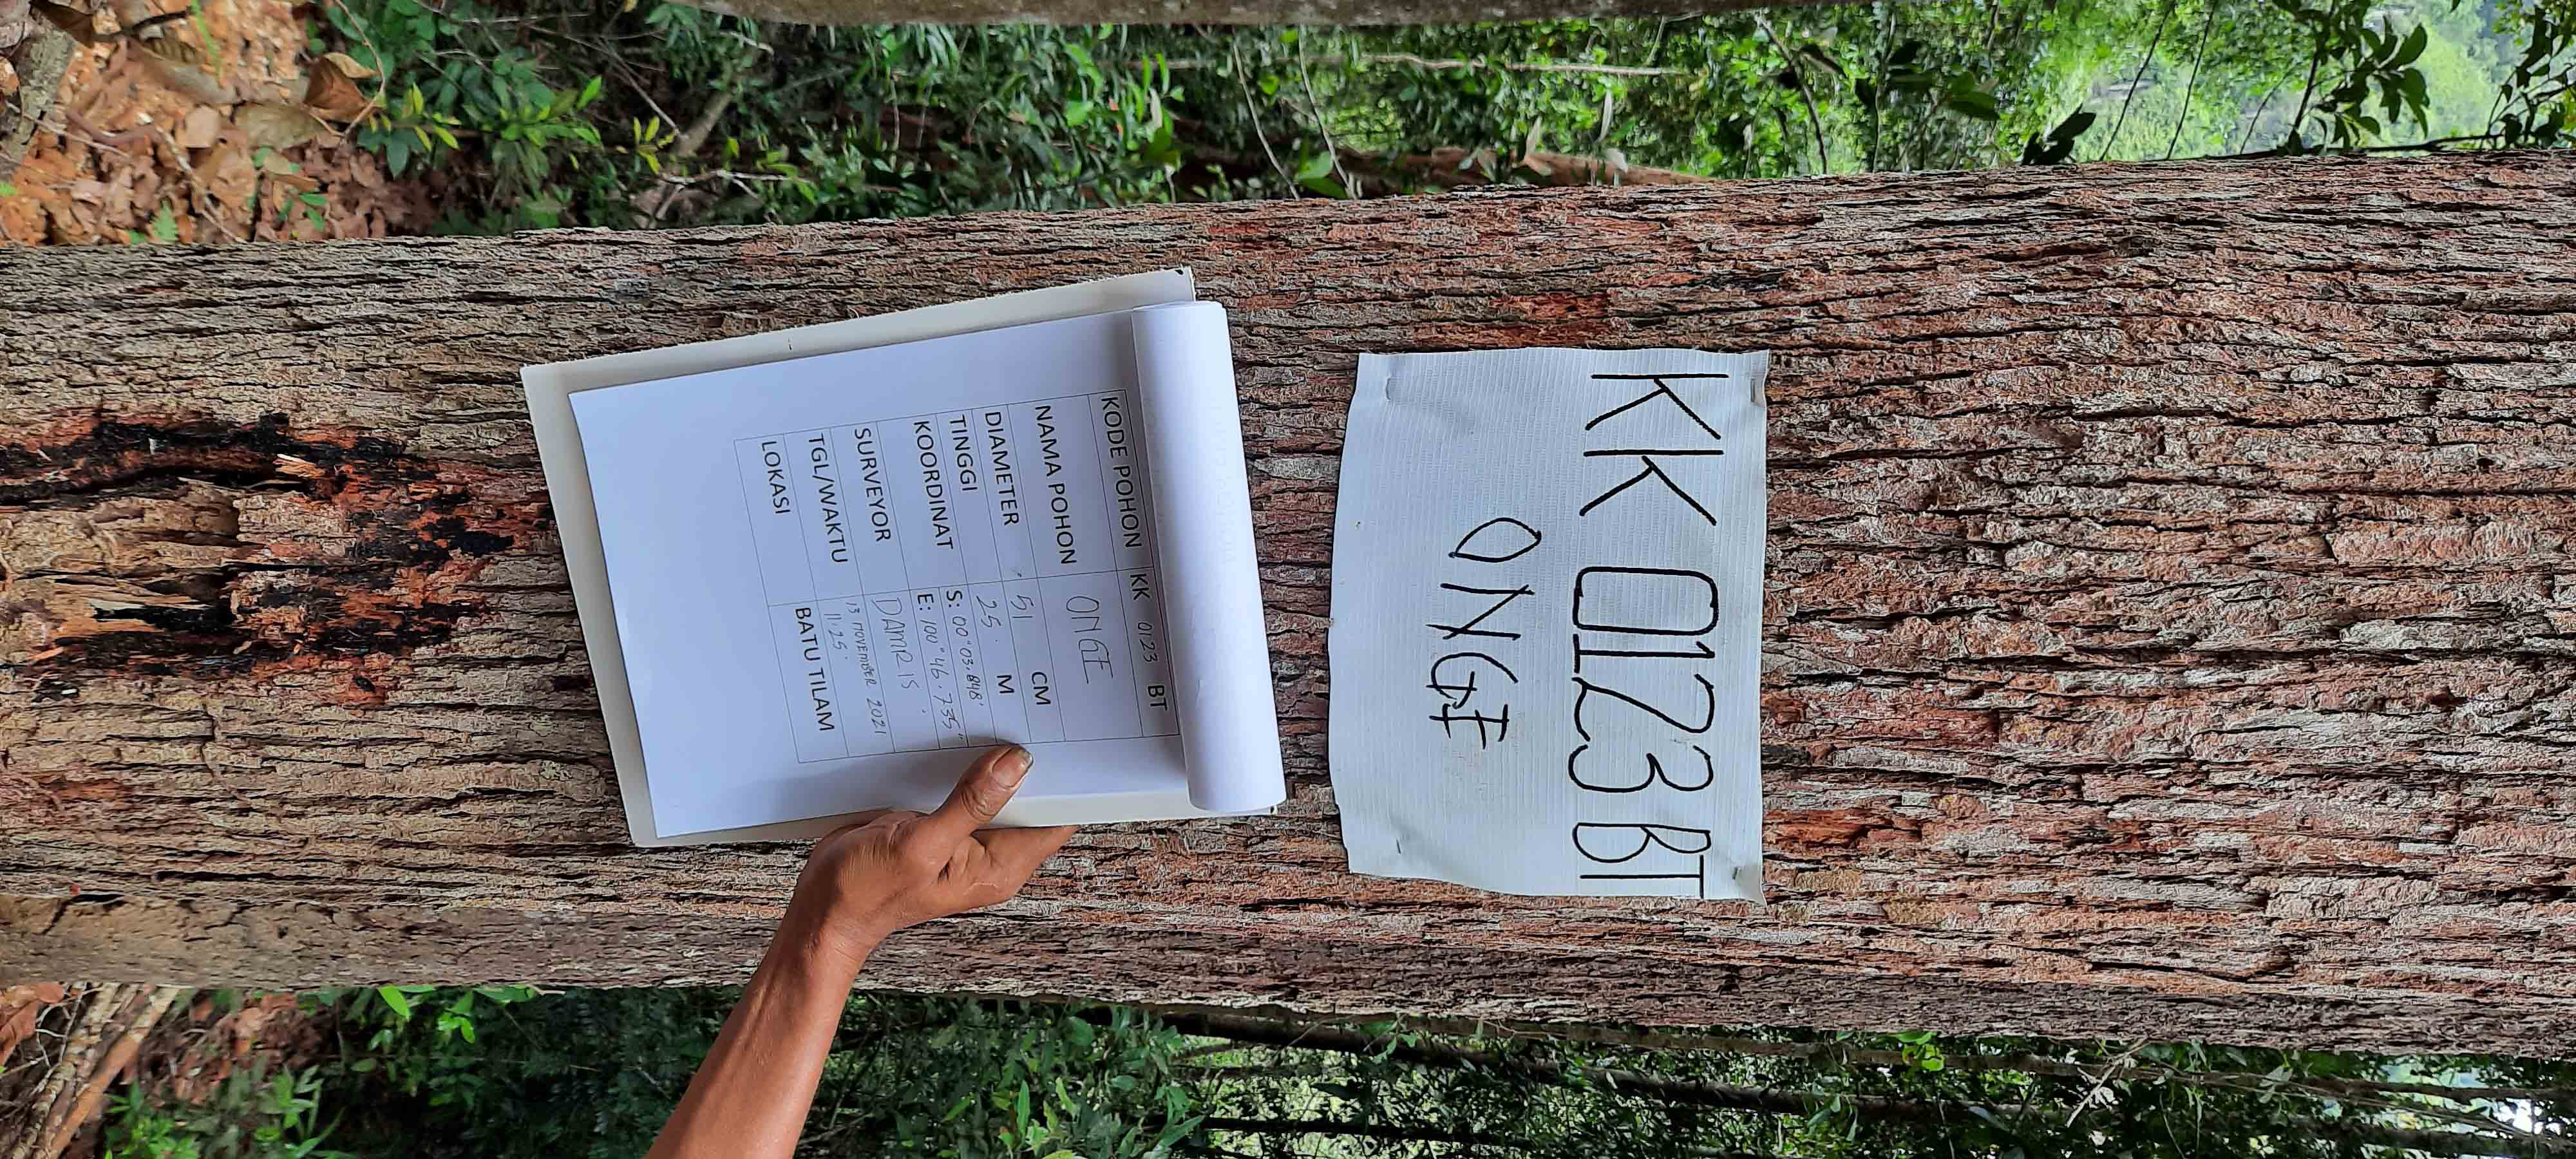 KK 0123 BT
ONGE
KODE POHON KK 0123 BT
NAMA POHON ONGE
DIAMETER 51 CM
TINGGI 25. M
KOORDINAT S: 00° 03.848'
E: 100° 46.735"
SURVEYOR DAMRIS.
TGL/WAKTU 13 NOVEMBER 2021
11.25.
LOKASI BATU TILAM